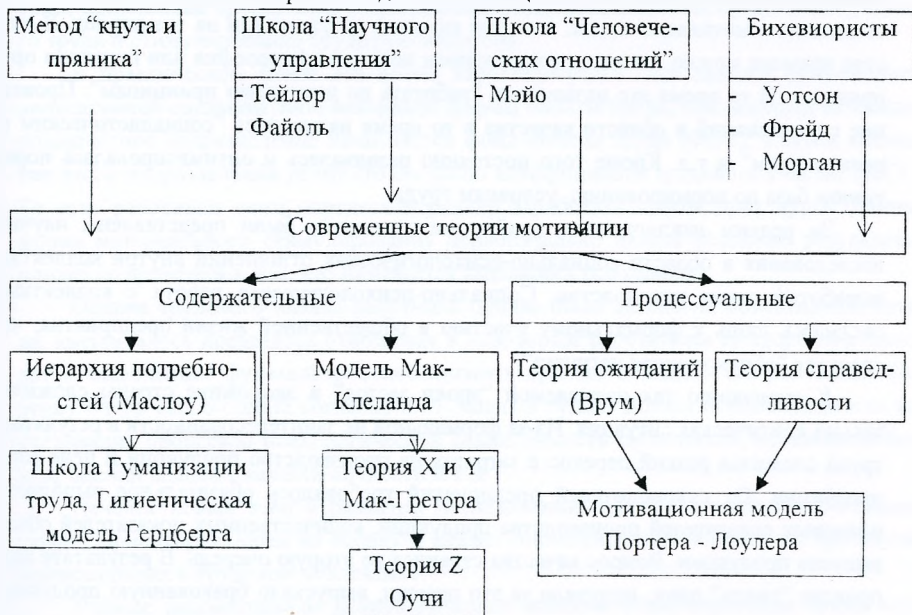 Метод “кнута и
пряника”
Школа “Научного
управления”
Тейлор
Файоль
Школа “Человече-
ских отношений”
Мэйо
Бихевиористы
Уотсон
Фрейд
Морган
Современные теории мотивации
Содержательные
Процессуальные
Иерархия потребно-
стей (Маслоу)
Модель Мак-
Клеланда
Теория ожиданий
(Врум)
Теория справед-
ливости
Школа Гуманизации
труда, Гигиеническая
модель Герцберга
Теория X и Y
Мак-Грегора
Мотивационная модель
Портера - Лоулера
Теория Z
Оучи